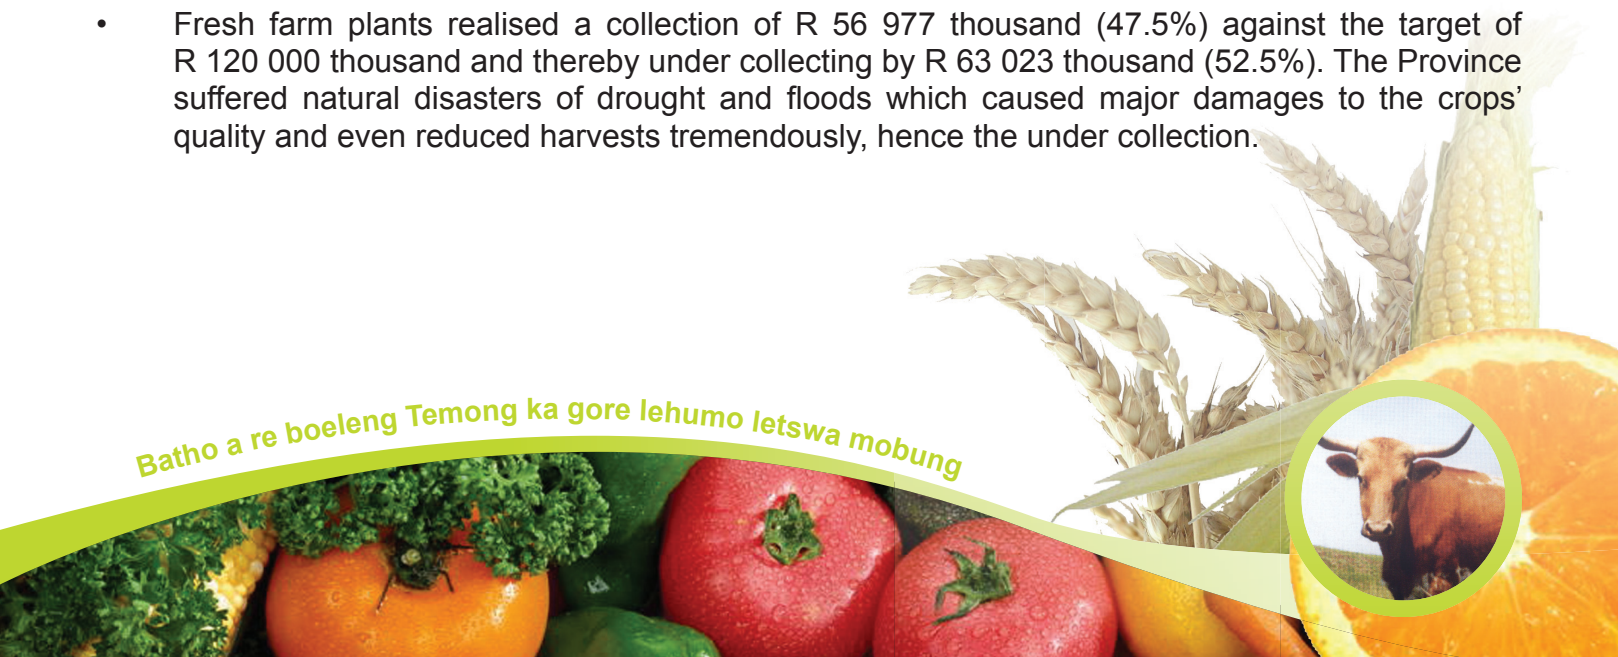 • Fresh farm plants realised a collection of R 56 977 thousand (47.5%) against the target of
R 120 000 thousand and thereby under collecting by R 63 023 thousand (52.5%). The Province
suffered natural disasters of drought and floods which caused major damages to the crops’
quality and even reduced harvests tremendously, hence the under collection.
Batho a re boeleng Temong ka gore lehumo letswa mobung